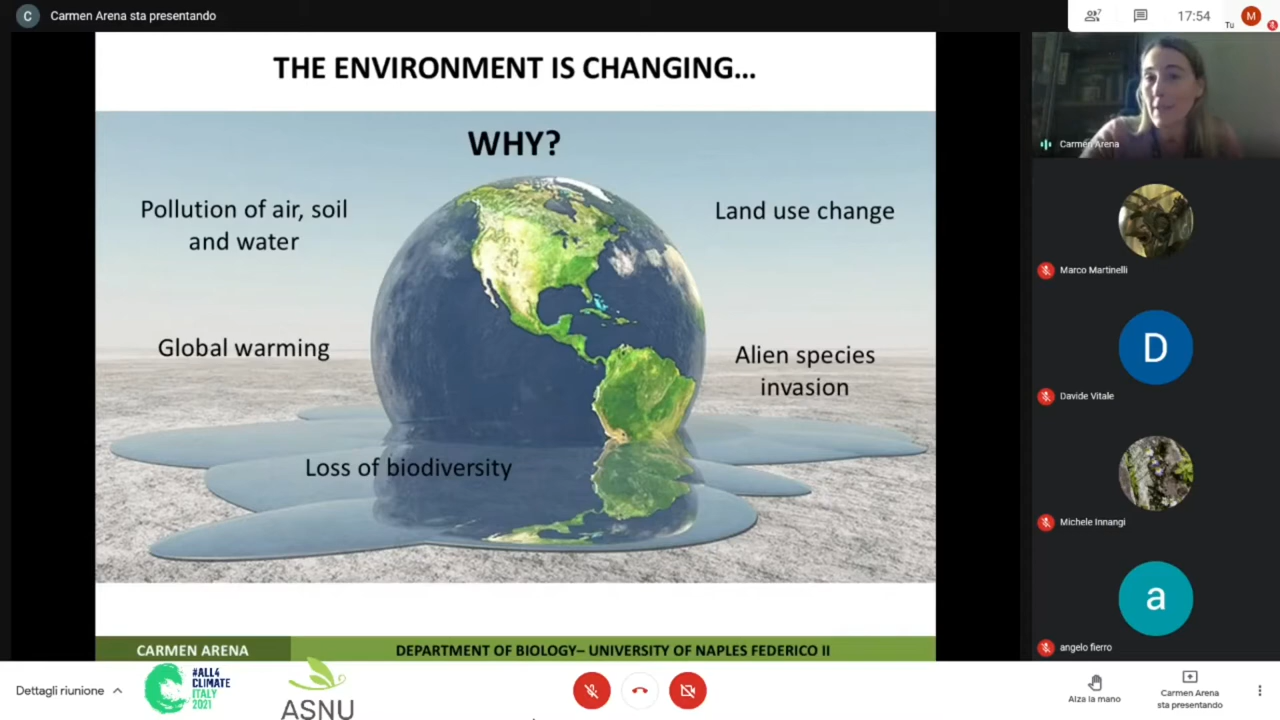 C
Carmen Arena sta presentando
7
17:54
Tu
M
THE ENVIRONMENT IS CHANGING...
WHY?
Pollution of air, soil
and water
Land use change
Global warming
Alien species
invasion
Loss of biodiversity
CARMEN ARENA
DEPARTMENT OF BIOLOGY– UNIVERSITY OF NAPLES FEDERICO II
Carmen Arena
Marco Martinelli
D
Davide Vitale
Michele Innangi
a
angelo fierro
Dettagli riunione
#ALL4
CLIMATE
ITALY
2021
ASNU
Alza la mano
Carmen Arena
sta presentando